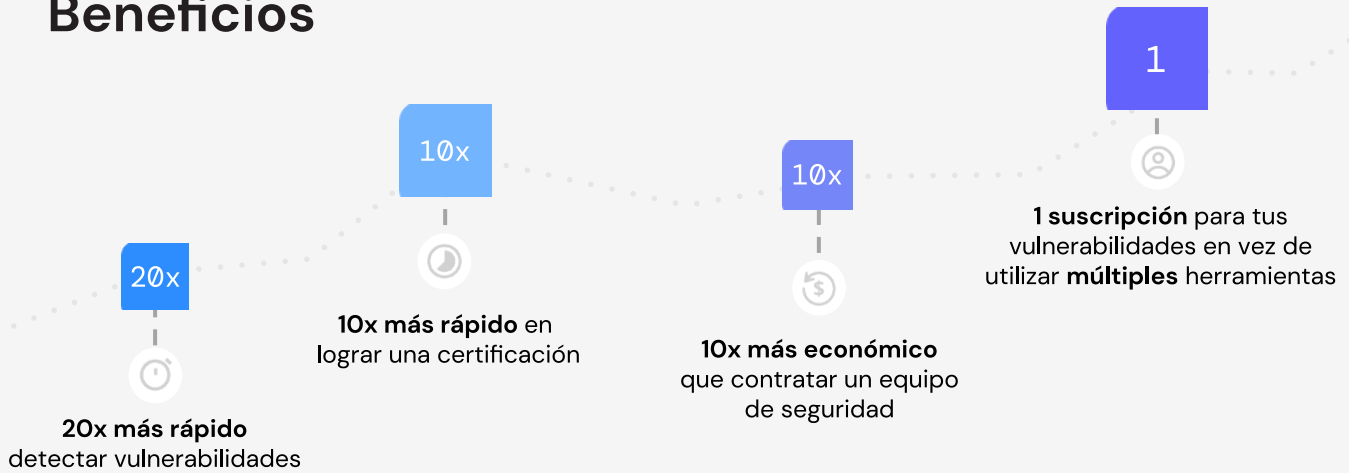 Beneficios
20x
20x más rápido
detectar vulnerabilidades
10x
10x más rápido en
lograr una certificación
10x
$
10x más económico
que contratar un equipo
de seguridad
1
1 suscripción para tus
vulnerabilidades en vez de
utilizar múltiples herramientas